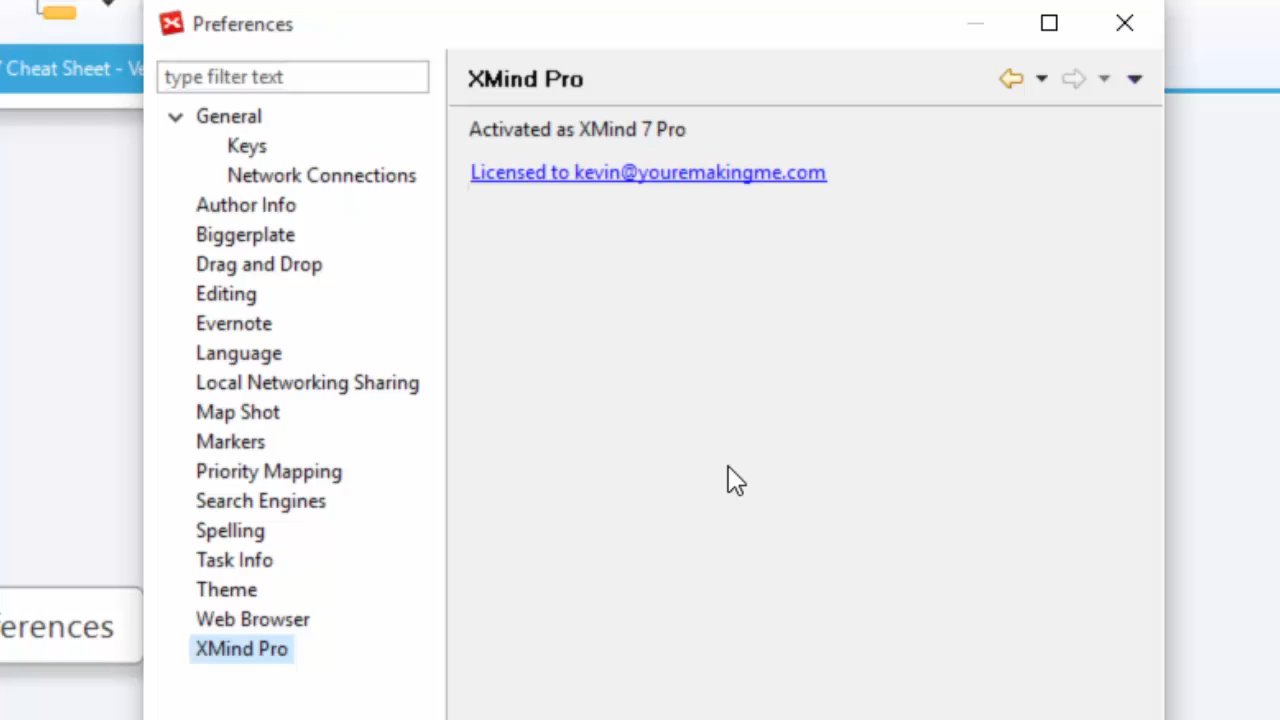 Preferences
Cheat Sheet - Ve
type filter text
XMind Pro
General
Activated as XMind 7 Pro
Keys
Licensed to kevin@youremakingme.com
Network Connections
Author Info
Biggerplate
Drag and Drop
Editing
Evernote
Language
Local Networking Sharing
Map Shot
Markers
Priority Mapping
Search Engines
Spelling
Task Info
Theme
Web Browser
erences
XMind Pro